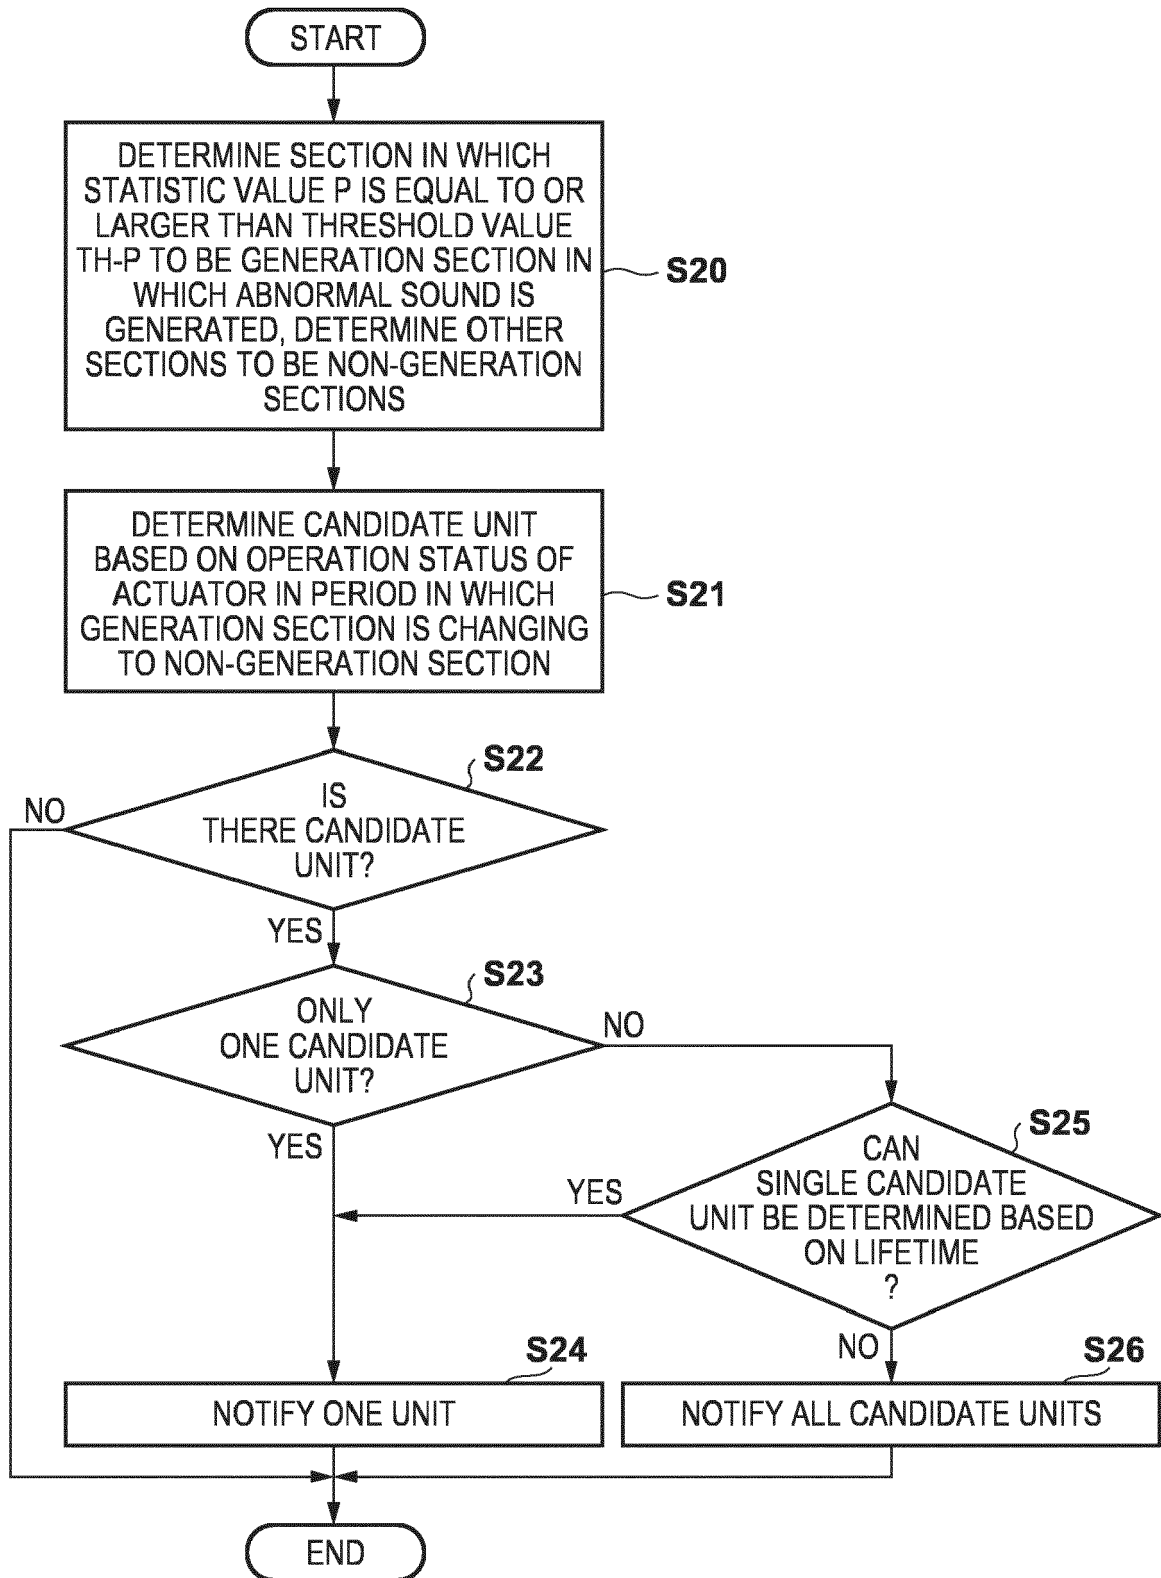 START
DETERMINE SECTION IN WHICH
STATISTIC VALUE P IS EQUAL TO OR
LARGER THAN THRESHOLD VALUE
TH-P TO BE GENERATION SECTION IN
WHICH ABNORMAL SOUND IS
GENERATED, DETERMINE OTHER
SECTIONS TO BE NON-GENERATION
SECTIONS
S20
DETERMINE CANDIDATE UNIT
BASED ON OPERATION STATUS OF
ACTUATOR IN PERIOD IN WHICH
GENERATION SECTION IS CHANGING
TO NON-GENERATION SECTION
S21
S22
IS
THERE CANDIDATE
UNIT?
NO
YES
S23
ONLY
ONE CANDIDATE
UNIT?
NO
YES
S25
CAN
SINGLE CANDIDATE
UNIT BE DETERMINED BASED
ON LIFETIME
?
YES
NO
S24
NOTIFY ONE UNIT
S26
NOTIFY ALL CANDIDATE UNITS
END